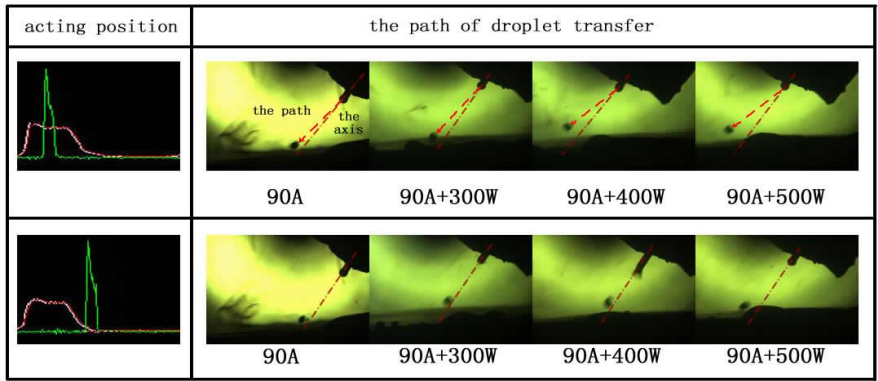 acting position
the path of droplet transfer
the path
the
axis
90A
90A+300W
90A+400W
90A+500W
90A
90A+300W
90A+400W
90A+500W